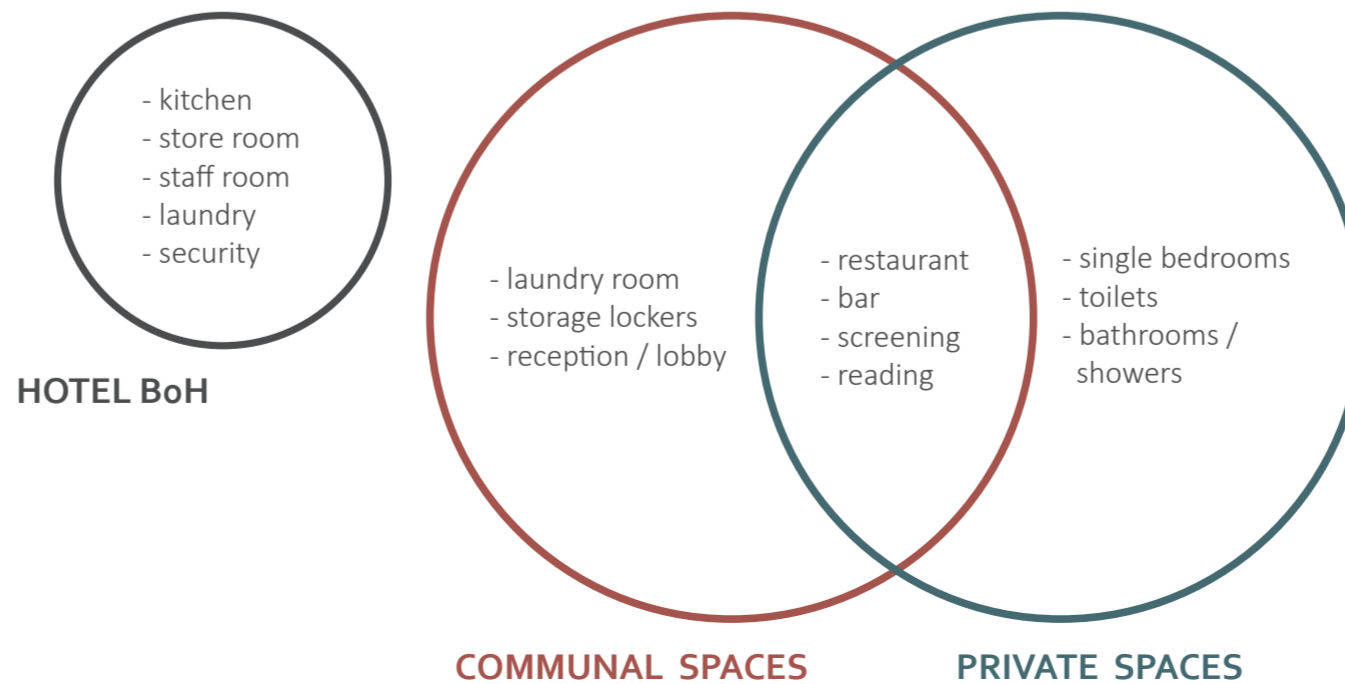 - kitchen
- store room
- staff room
- laundry
- security
HOTEL BoH
- laundry room
- storage lockers
- reception / lobby
- restaurant
- bar
- screening
- reading
- single bedrooms
- toilets
- bathrooms /
showers
COMMUNAL SPACES
PRIVATE SPACES